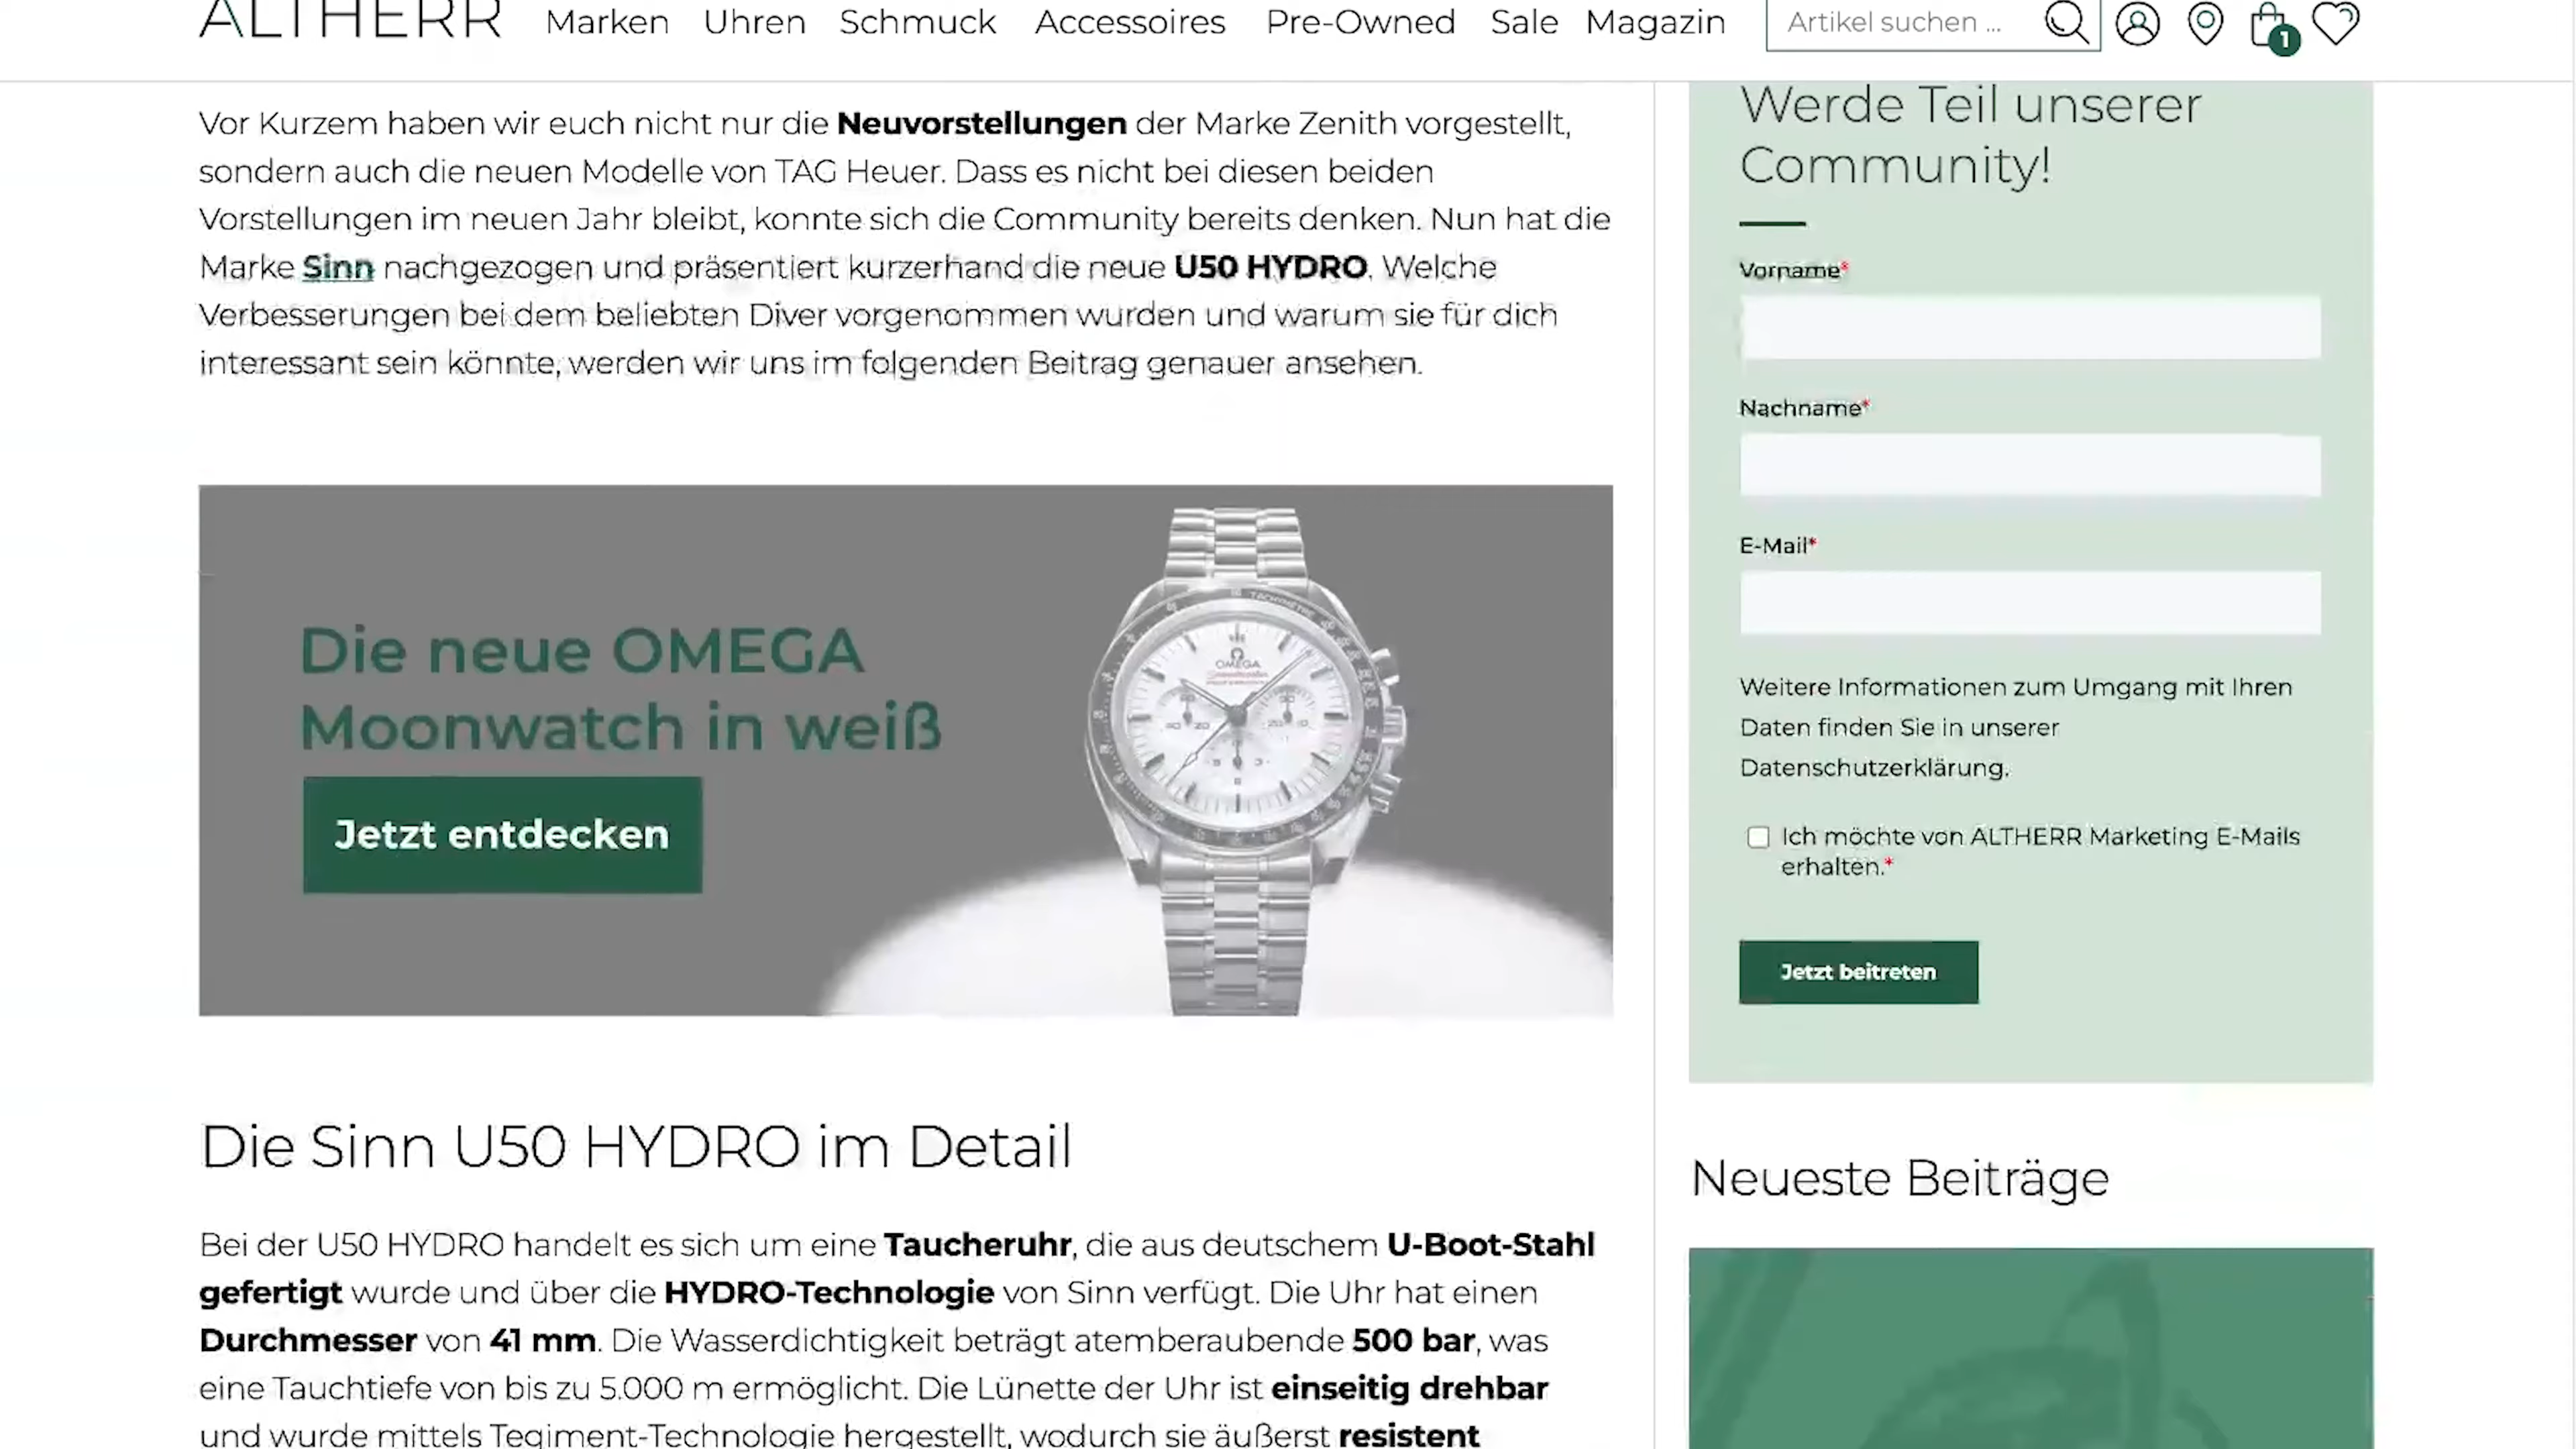 ALTHERR Marken Uhren Schmuck Accessoires Pre-Owned Sale Magazin Artikel suchen ... 1
Vor Kurzem haben wir euch nicht nur die Neuvorstellungen der Marke Zenith vorgestellt,
sondern auch die neuen Modelle von TAG Heuer. Dass es nicht bei diesen beiden
Vorstellungen im neuen Jahr bleibt, konnte sich die Community bereits denken. Nun hat die
Marke Sinn nachgezogen und präsentiert kurzerhand die neue U50 HYDRO. Welche
Verbesserungen bei dem beliebten Diver vorgenommen wurden und warum sie für dich
interessant sein könnte, werden wir uns im folgenden Beitrag genauer ansehen.
Die neue OMEGA
Moonwatch in weiß
Jetzt entdecken
TACHYMETRE
OMEGA
Die Sinn U50 HYDRO im Detail
Bei der U50 HYDRO handelt es sich um eine Taucheruhr, die aus deutschem U-Boot-Stahl
gefertigt wurde und über die HYDRO-Technologie von Sinn verfügt. Die Uhr hat einen
Durchmesser von 41 mm. Die Wasserdichtigkeit beträgt atemberaubende 500 bar, was
eine Tauchtiefe von bis zu 5.000 m ermöglicht. Die Lünette der Uhr ist einseitig drehbar
und wurde mittels Tegiment-Technologie hergestellt, wodurch sie äußerst resistent
Werde Teil unserer
Community!
Vorname*
Nachname*
E-Mail*
Weitere Informationen zum Umgang mit Ihren
Daten finden Sie in unserer
Datenschutzerklärung.
Ich möchte von ALTHERR Marketing E-Mails
erhalten.*
Jetzt beitreten
Neueste Beiträge